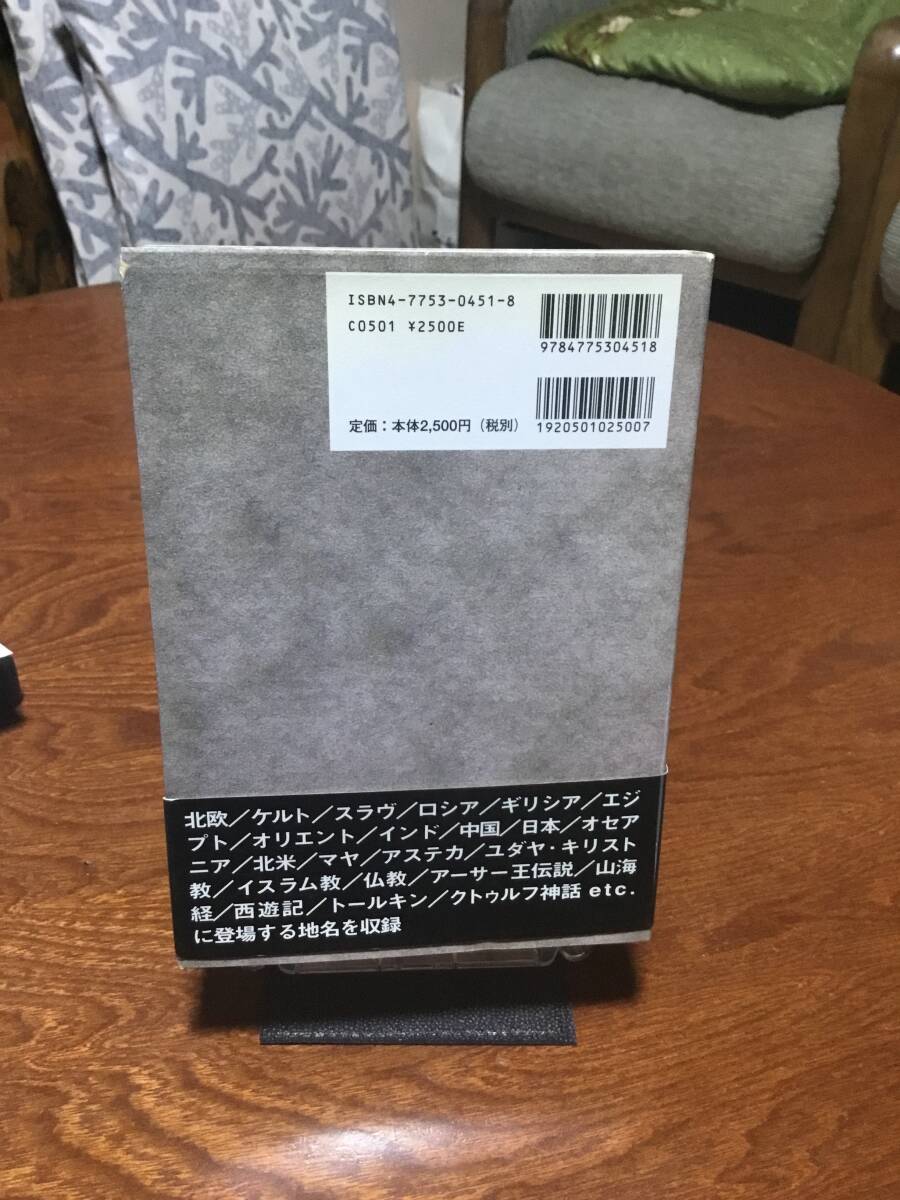 ISBN4-7753-0451-8
C0501 ¥2500E
9784775304518
定価：本体2,500円（税別）
1920501025007
北欧／ケルト／スラヴ／ロシア／ギリシア／エジ
プト／オリエント／インド／中国／日本／オセア
ニア／北米／マヤ／アステカ／ユダヤ・キリスト
教／イスラム教／仏教／アーサー王伝説／山海
経／西遊記／トールキン／クトゥルフ神話 etc.
に登場する地名を収録